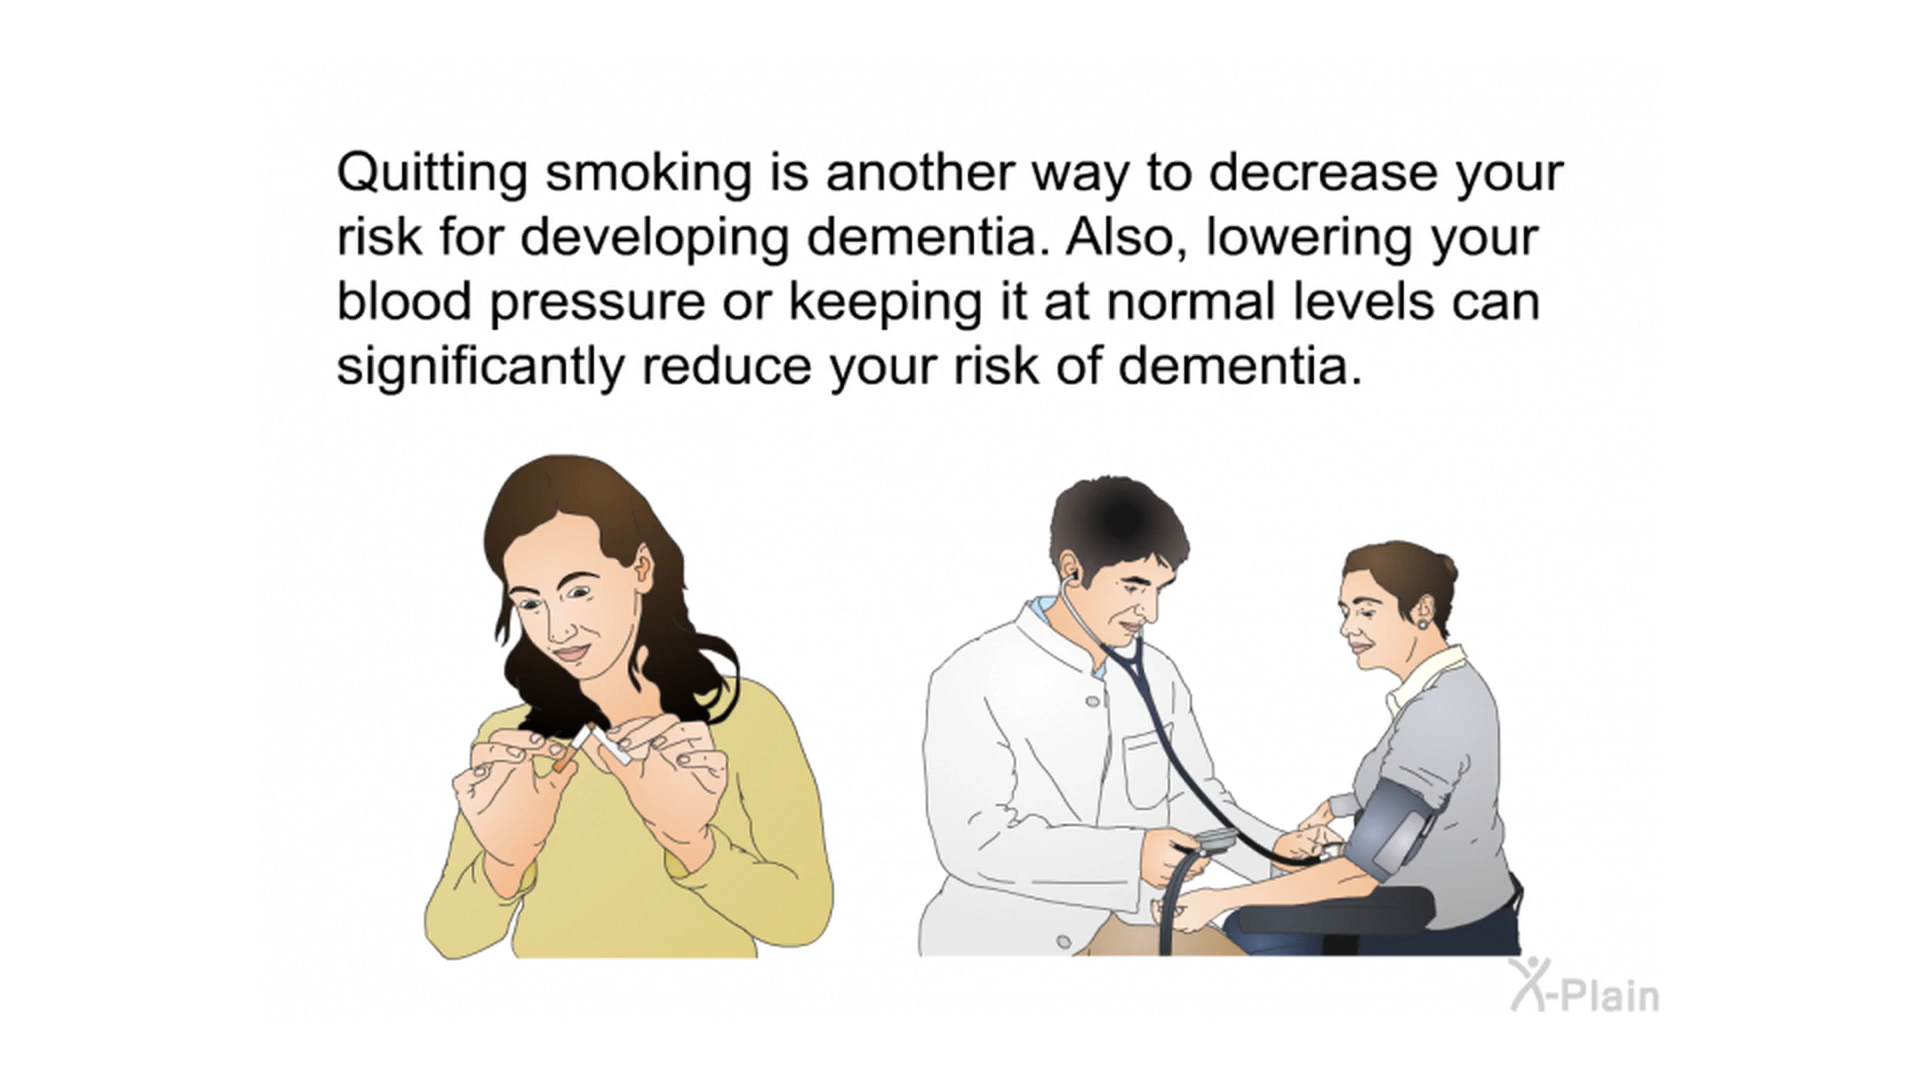 Quitting smoking is another way to decrease your
risk for developing dementia. Also, lowering your
blood pressure or keeping it at normal levels can
significantly reduce your risk of dementia.
X-Plain